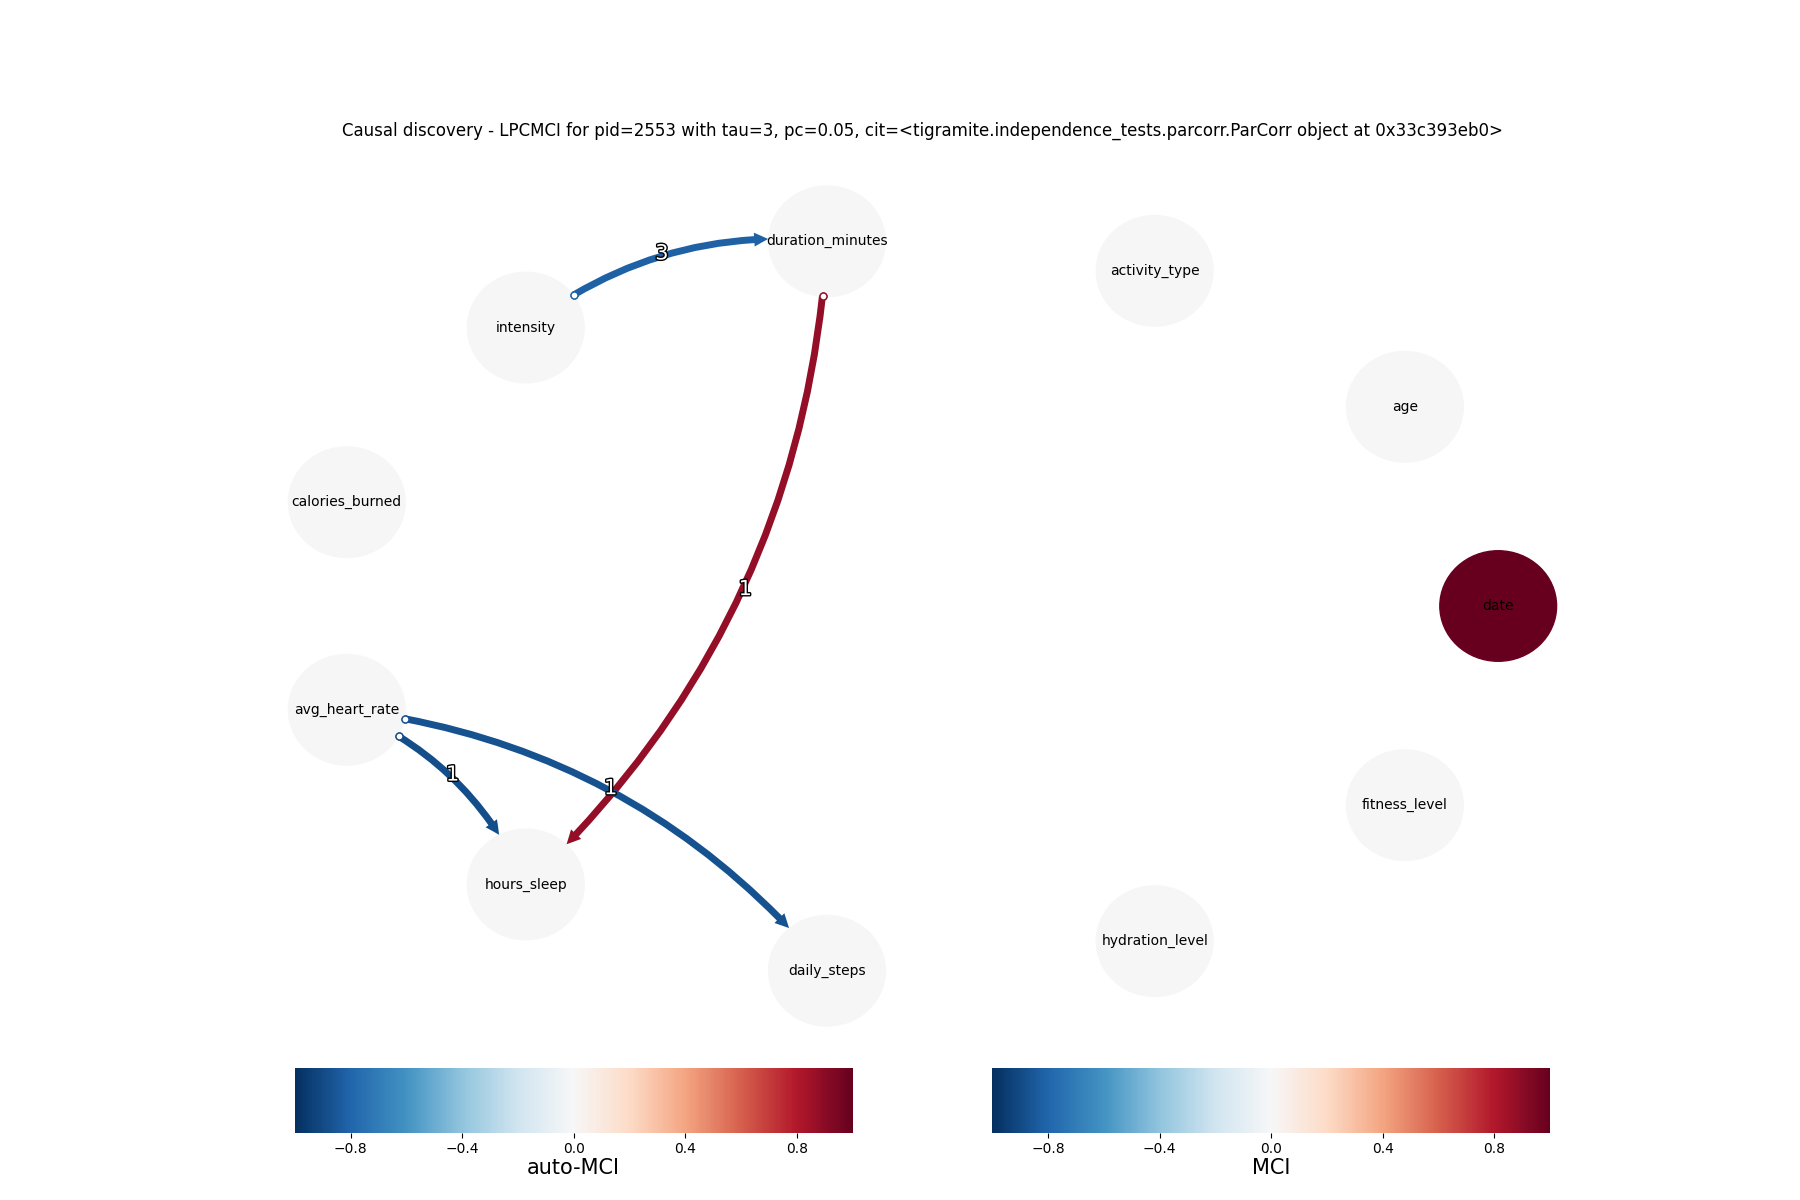 Causal discovery - LPCMCI for pid=2553 with tau=3, pc=0.05, cit=<tigramite.independence_tests.parcorr.ParCorr object at 0x33c393eb0>
duration_minutes
3
activity_type
intensity
age
calories_burned
1
date
avg_heart_rate
1
1
fitness_level
hours_sleep
hydration_level
daily_steps
−0.8 −0.4 0.0 0.4 0.8
auto-MCI
−0.8 −0.4 0.0 0.4 0.8
MCI